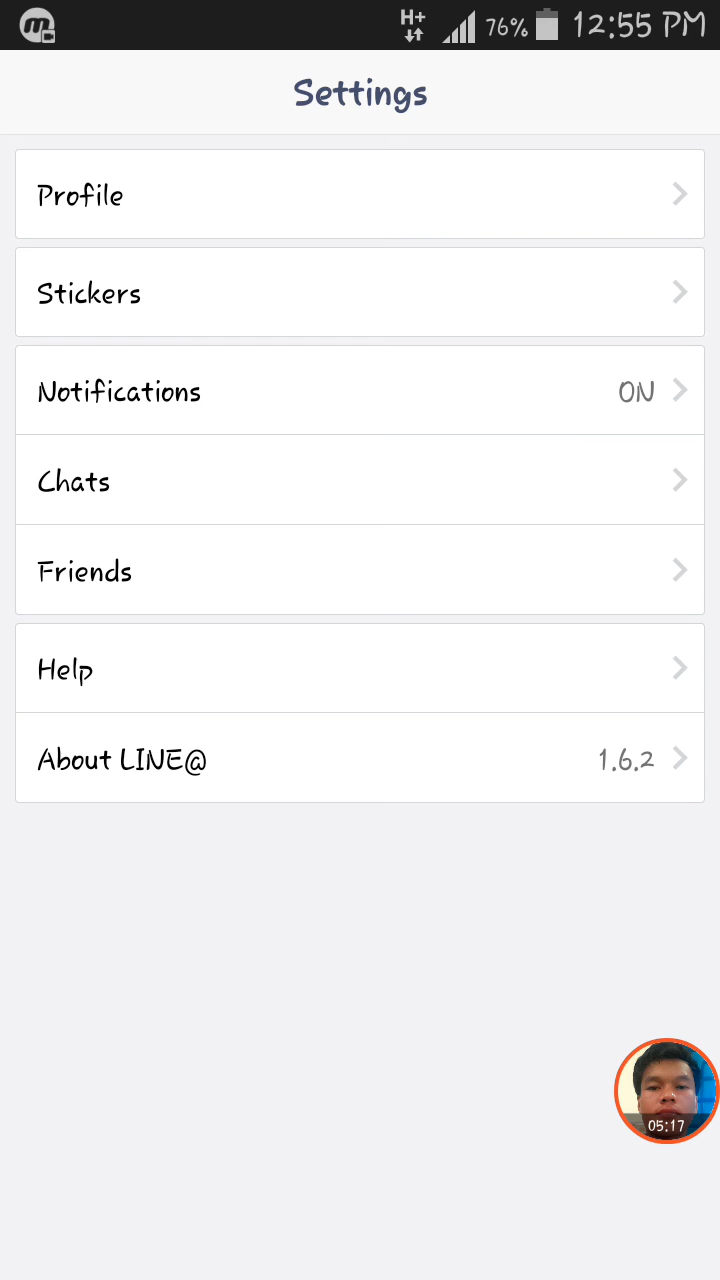 H+ 76% 12:55 PM
Settings
Profile
Stickers
Notifications ON
Chats
Friends
Help
About LINE@ 1.6.2
05:17